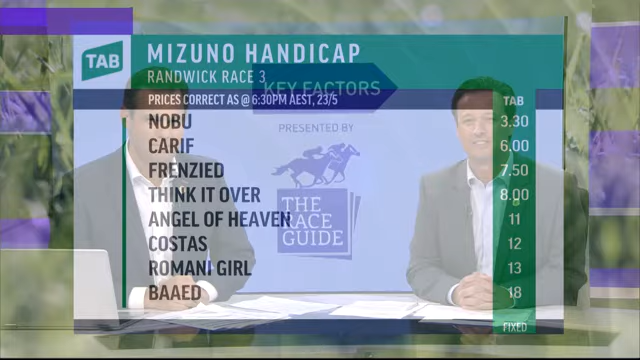 TAB
MIZUNO HANDICAP
RANDWICK RACE 3
KEY FACTORS
PRICES CORRECT AS @ 6:30PM AEST, 23/5
TAB
PRESENTED BY
NOBU 3.30
CARIF 6.00
FRENZIED 7.50
THINK IT OVER 8.00
ANGEL OF HEAVEN 11
COSTAS 12
ROMANI GIRL 13
BAAED 18
THE
RACE
GUIDE
FIXED